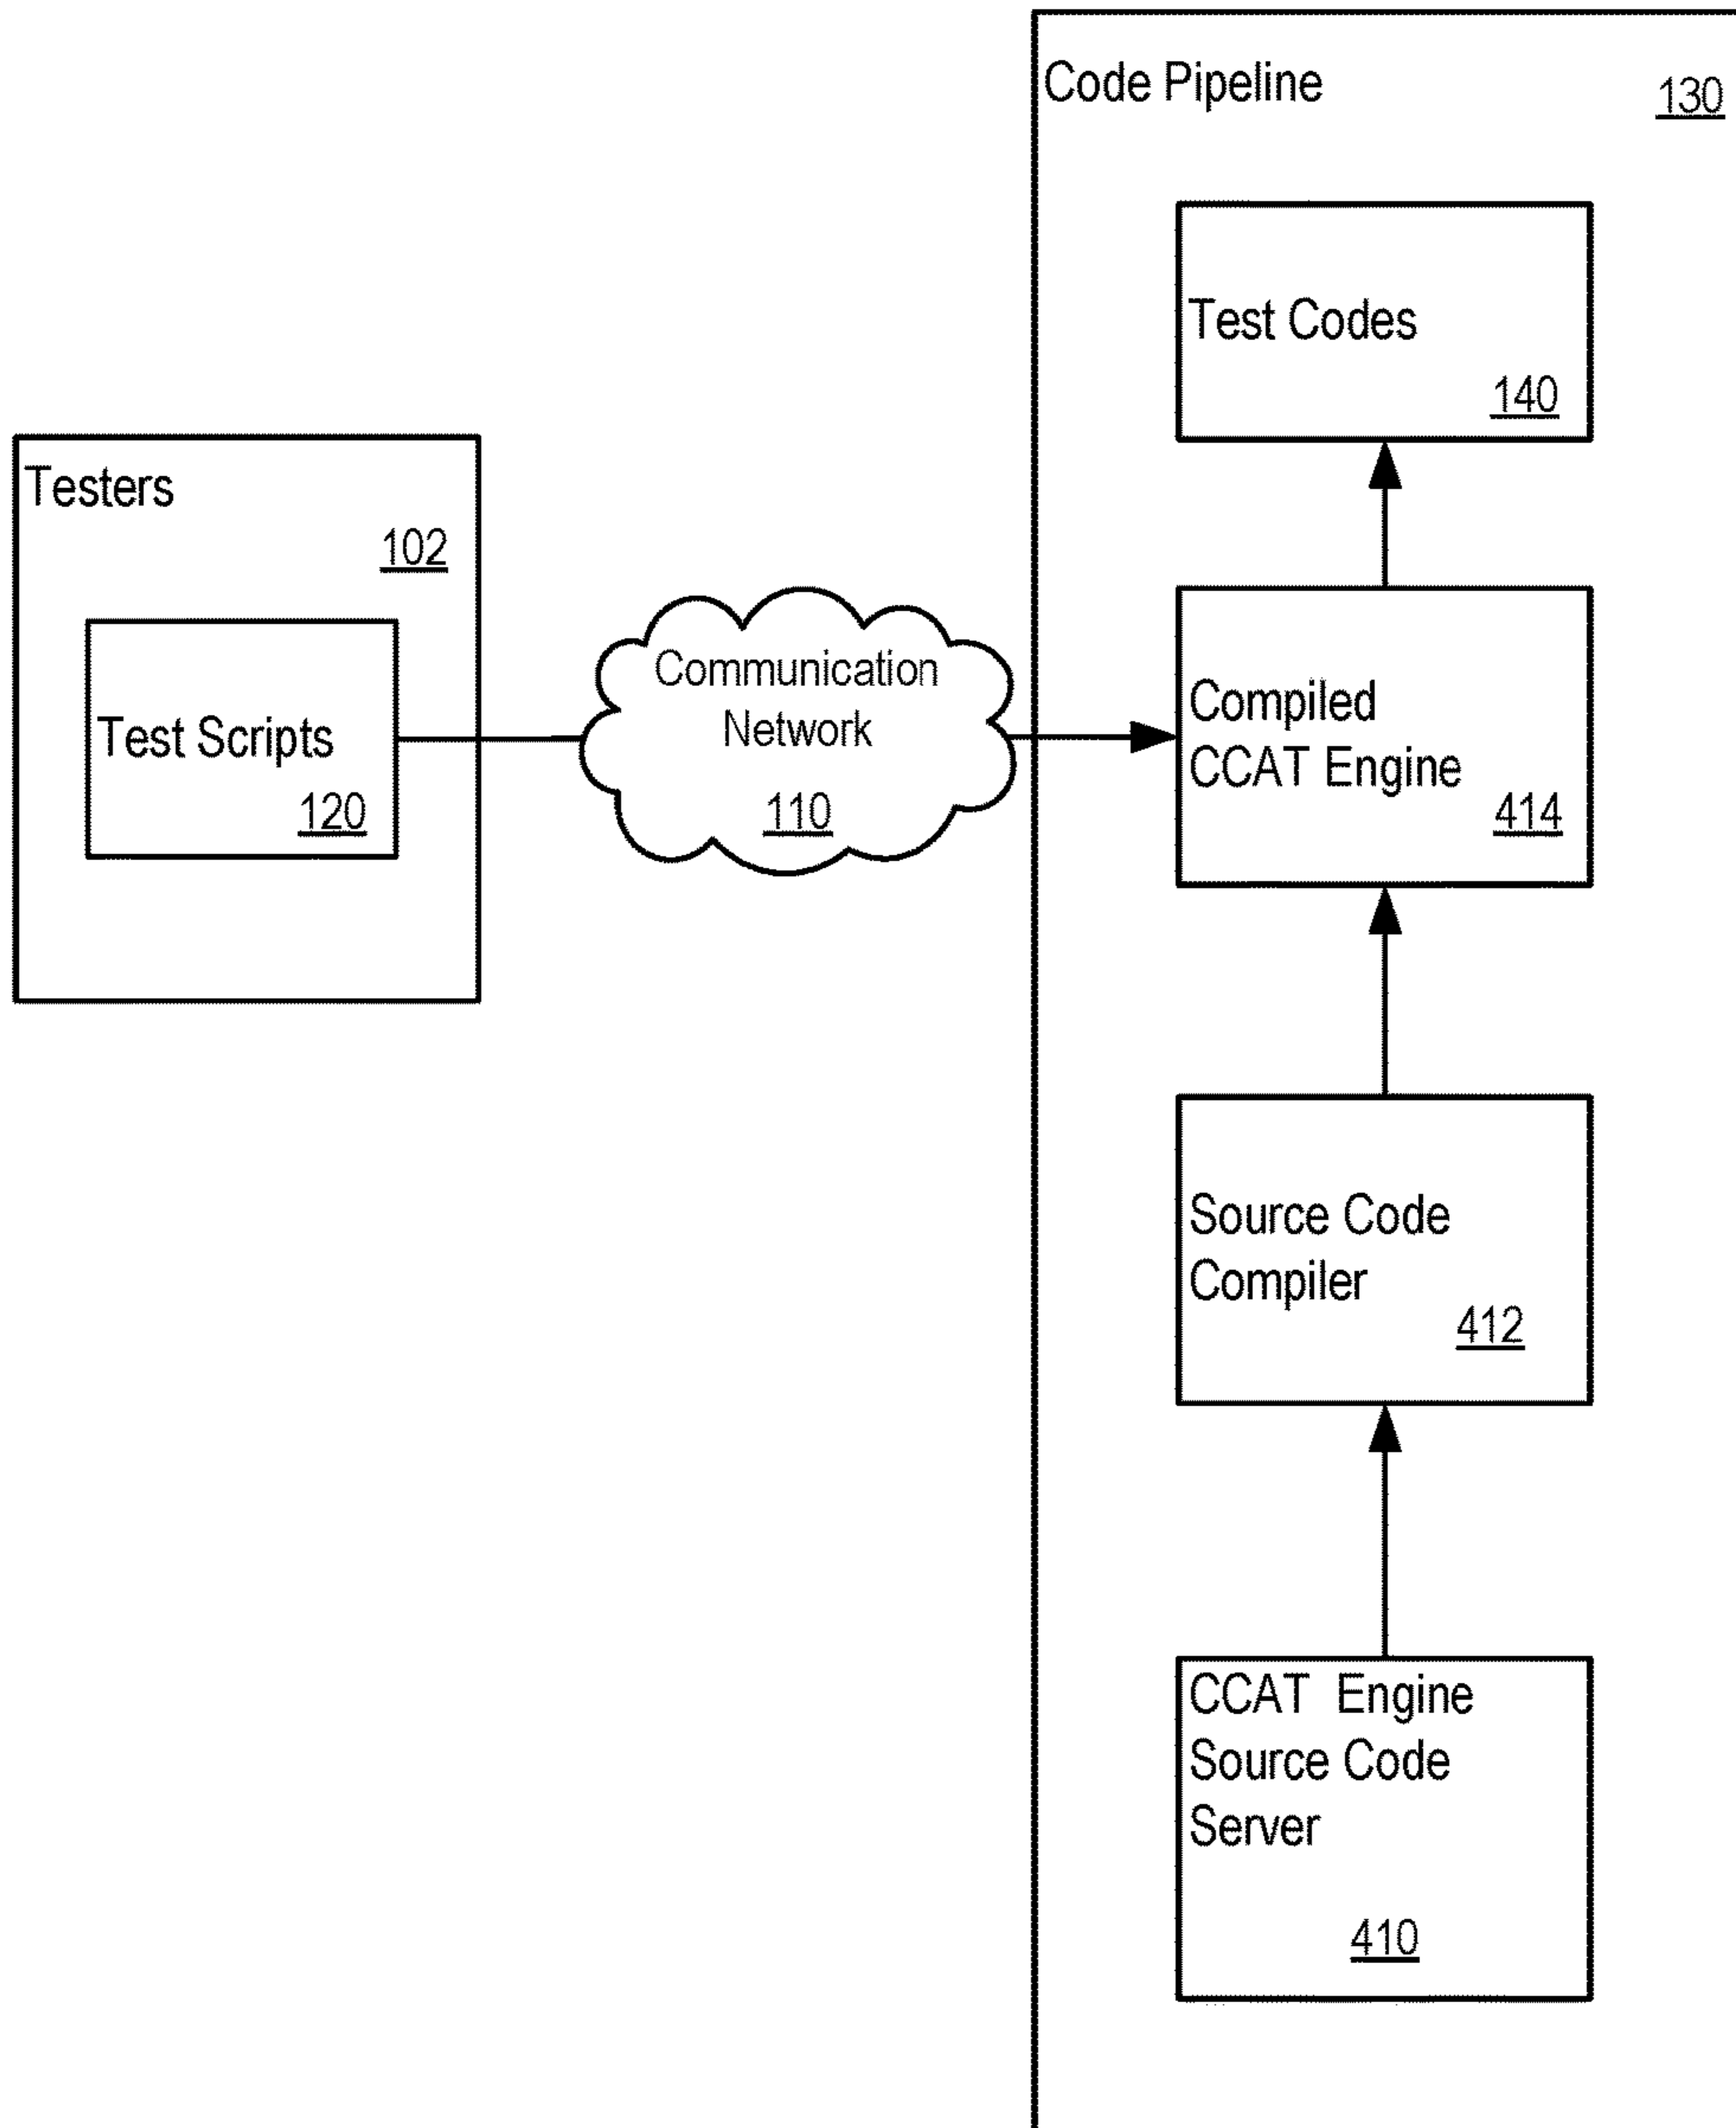 Code Pipeline
130
Test Codes
140
Testers
102
Test Scripts
120
Communication
Network
110
Compiled
CCAT Engine
414
Source Code
Compiler
412
CCAT Engine
Source Code
Server
410